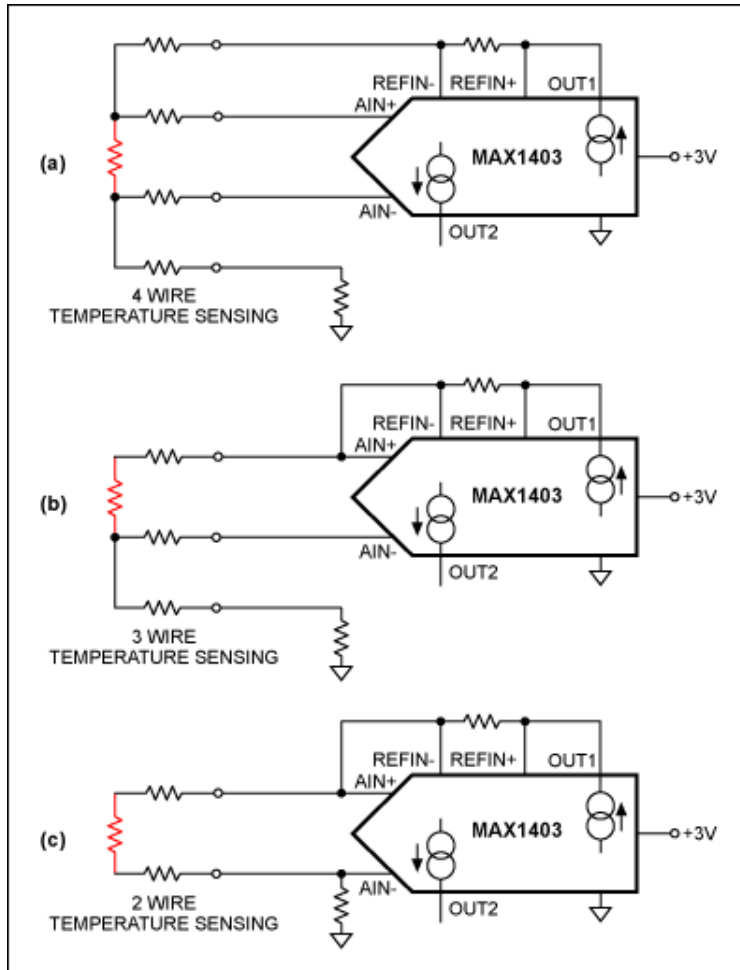 REFIN- REFIN+ OUT1
AIN+
(a) MAX1403 +3V
AIN-
OUT2
4 WIRE
TEMPERATURE SENSING
REFIN- REFIN+ OUT1
AIN+
(b) MAX1403 +3V
AIN-
OUT2
3 WIRE
TEMPERATURE SENSING
REFIN- REFIN+ OUT1
AIN+
(c) MAX1403 +3V
AIN-
OUT2
2 WIRE
TEMPERATURE SENSING